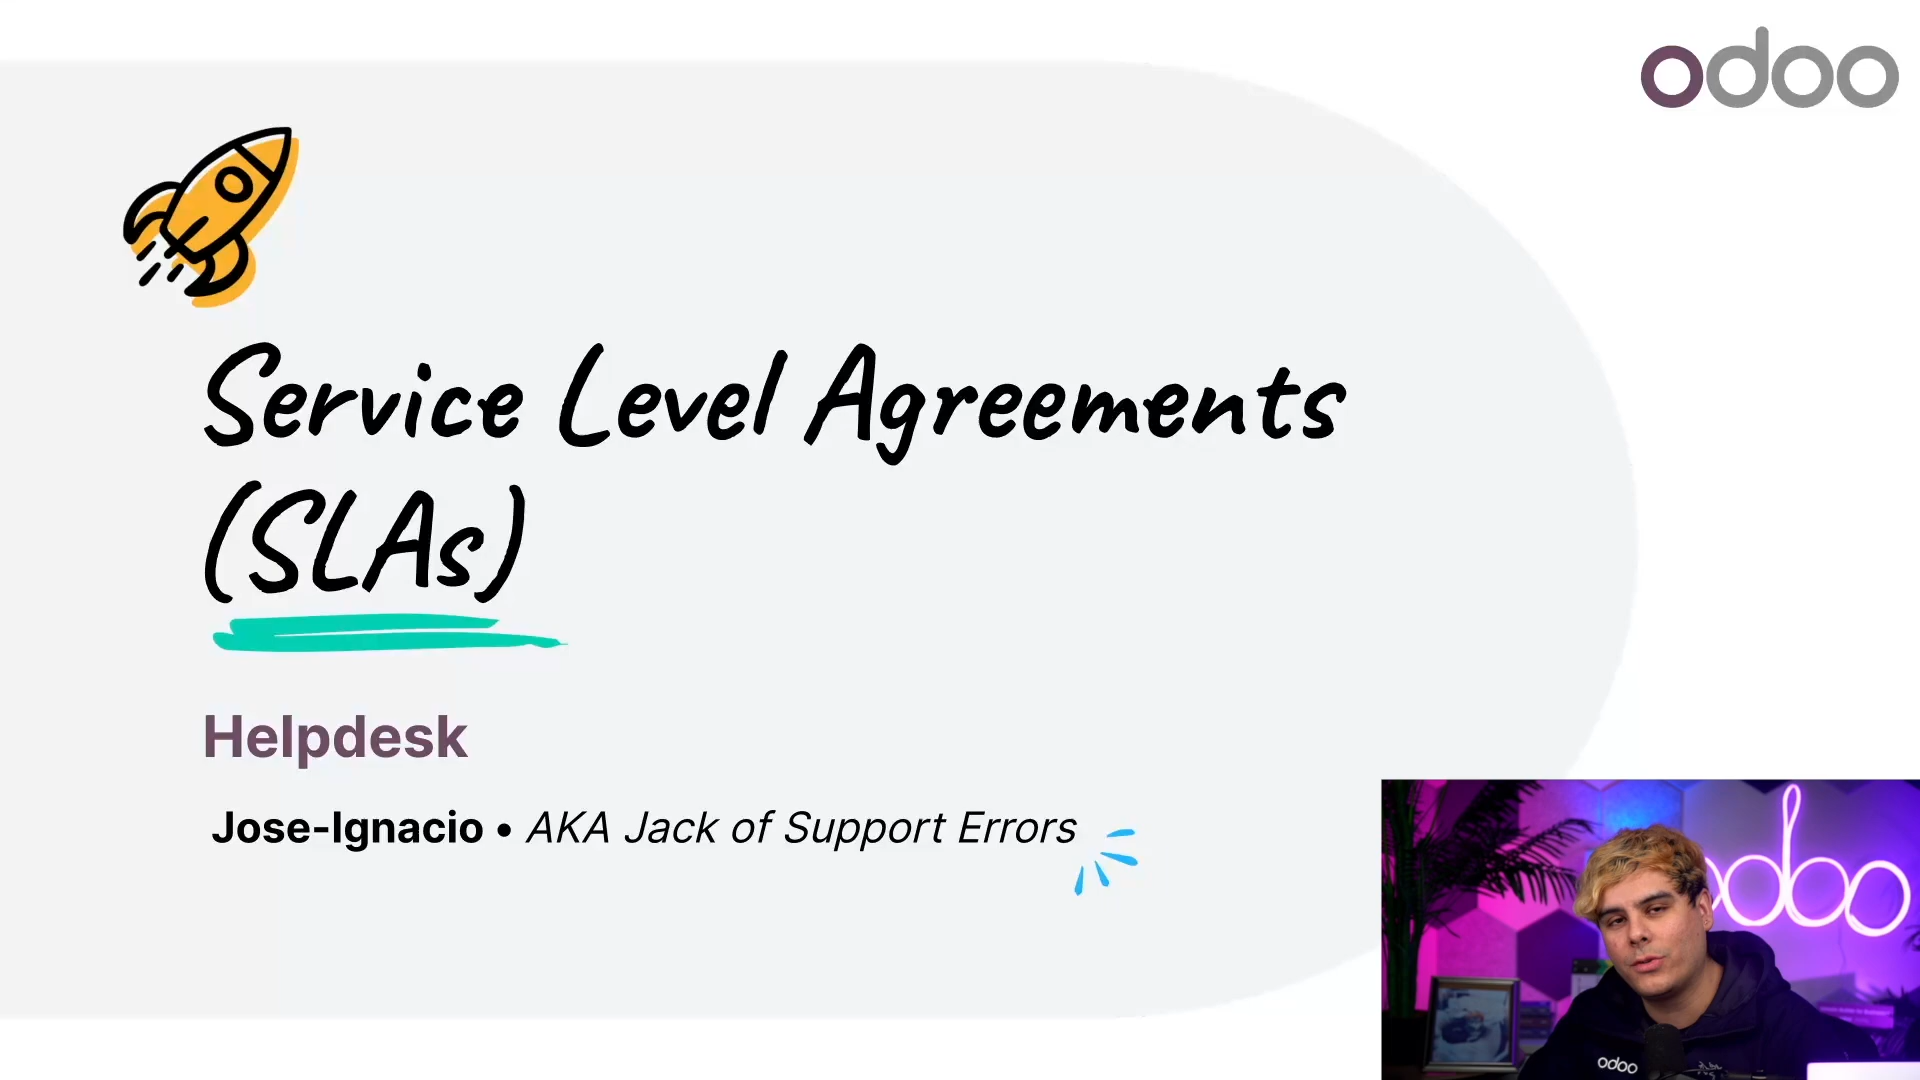 odoo
Service Level Agreements
(SLAs)
Helpdesk
Jose-Ignacio • AKA Jack of Support Errors
odoo
odoo